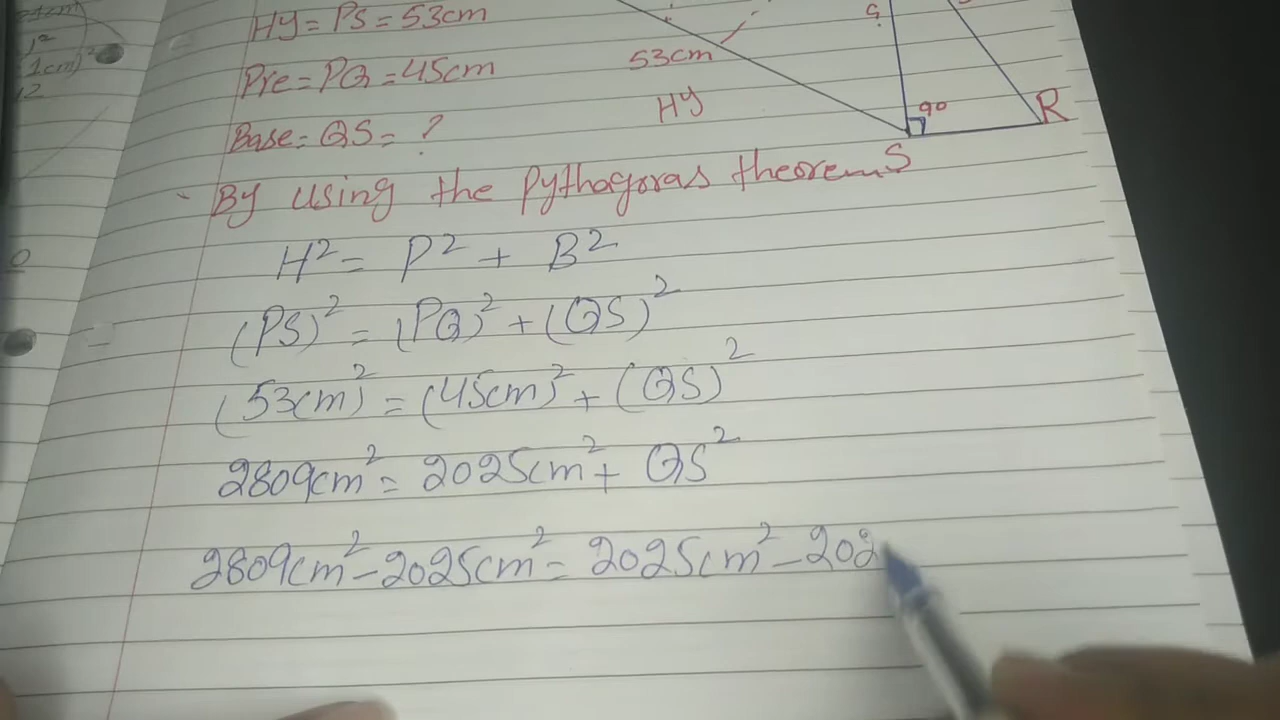 Hy = PS = 53cm
53cm
Pre = PQ = 45cm
Hy
90
R
Base = QS = ?
S
By using the Pythagoras theorem
H² = P² + B²
(PS)² = (PQ)² + (QS)²
(53cm)² = (45cm)² + (QS)²
2809cm² = 2025cm² + QS²
2809cm² - 2025cm² = 2025cm² - 202